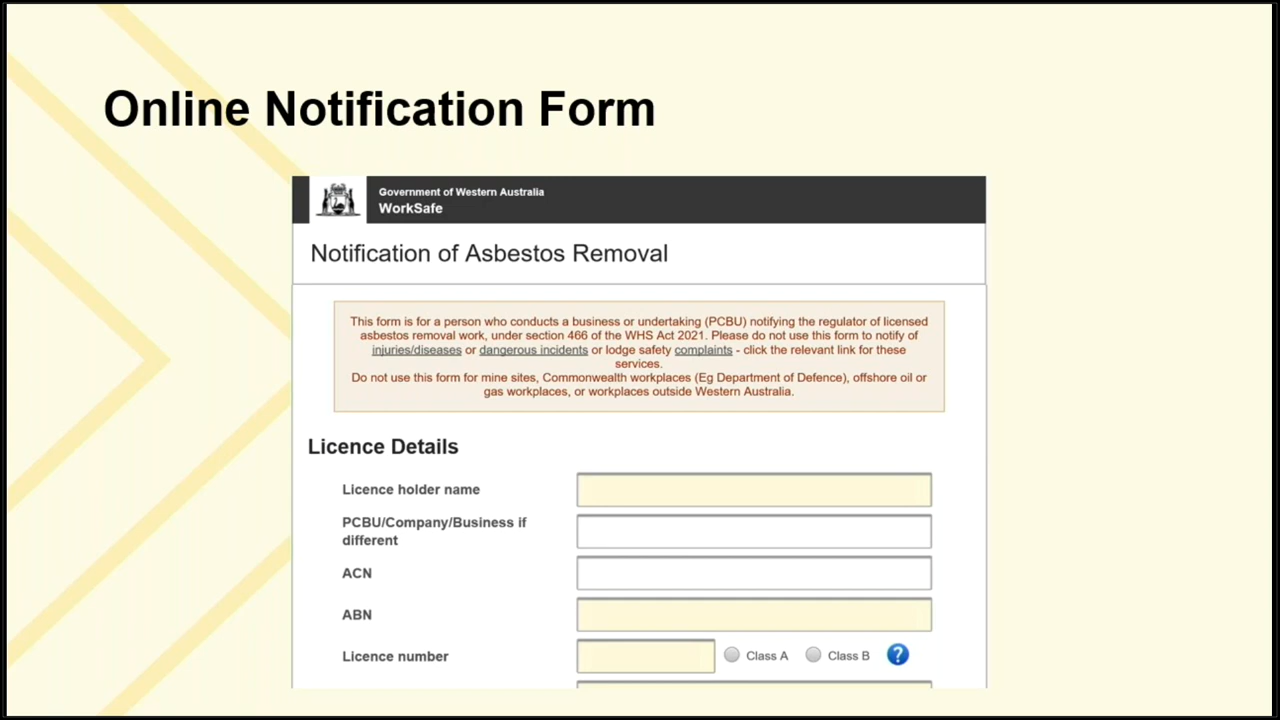 Online Notification Form
Government of Western Australia
WorkSafe
Notification of Asbestos Removal
This form is for a person who conducts a business or undertaking (PCBU) notifying the regulator of licensed
asbestos removal work, under section 466 of the WHS Act 2021. Please do not use this form to notify of
injuries/diseases or dangerous incidents or lodge safety complaints - click the relevant link for these
services.
Do not use this form for mine sites, Commonwealth workplaces (Eg Department of Defence), offshore oil or
gas workplaces, or workplaces outside Western Australia.
Licence Details
Licence holder name
PCBU/Company/Business if
different
ACN
ABN
Licence number Class A Class B ?